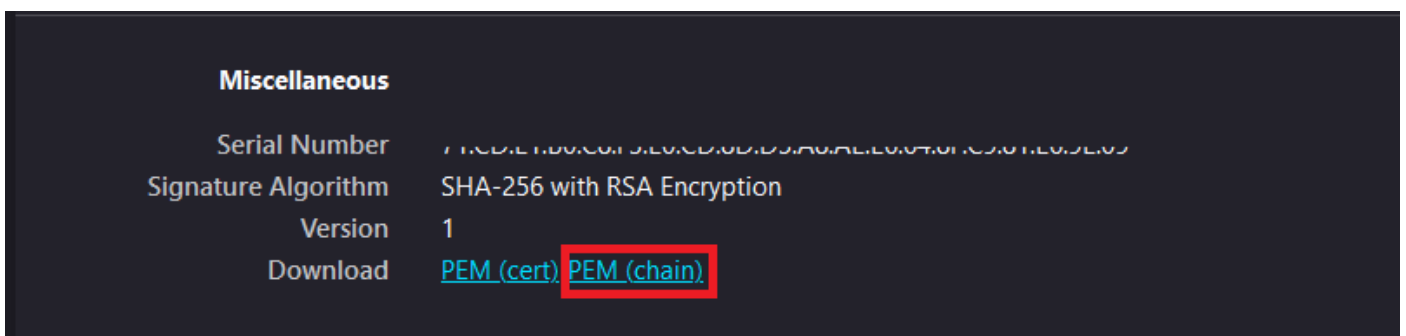 Miscellaneous
Serial Number
Signature Algorithm SHA-256 with RSA Encryption
Version 1
Download PEM (cert) PEM (chain)